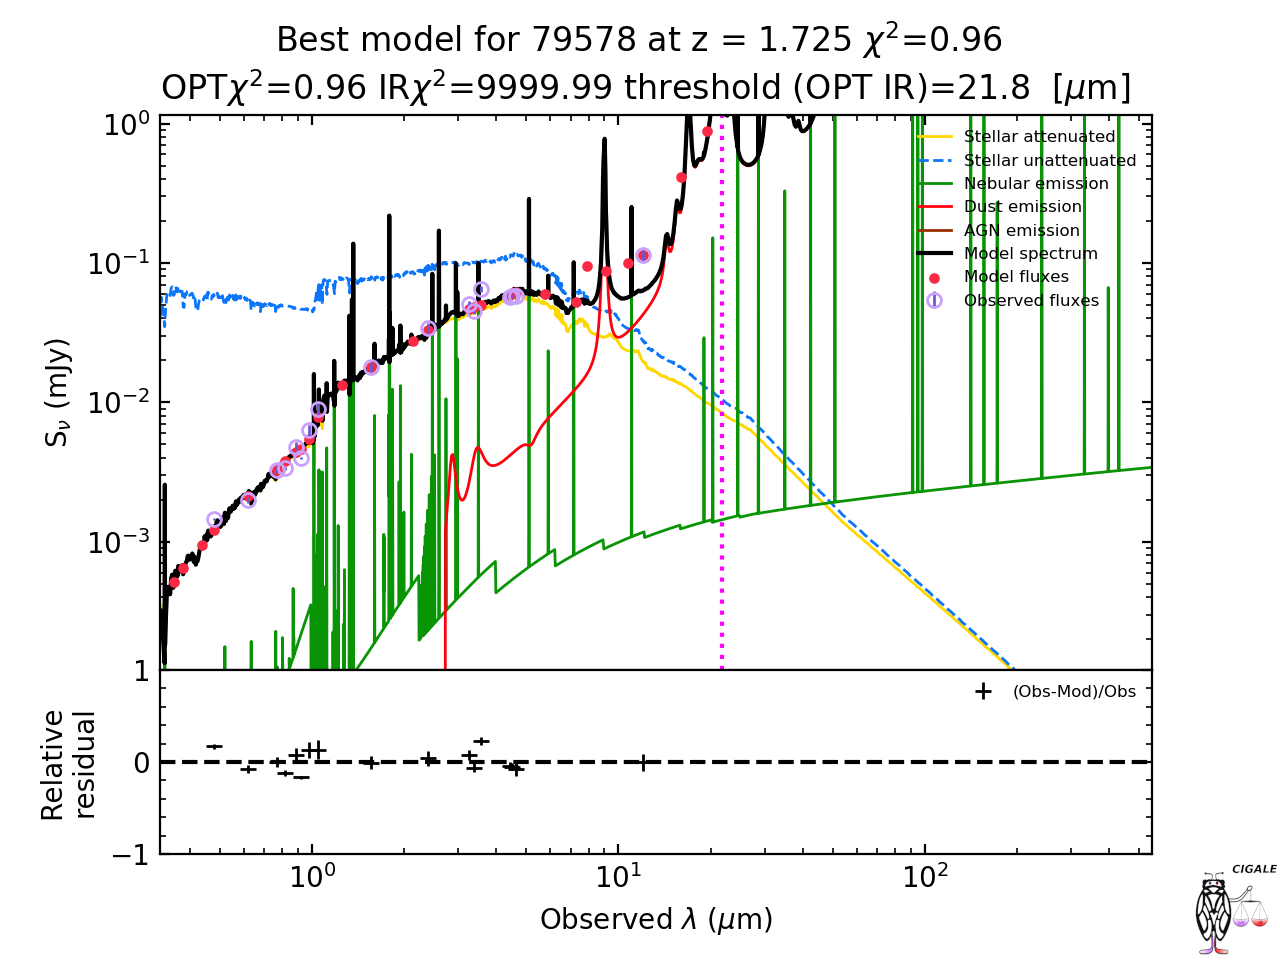 Best model for 79578 at z = 1.725 χ²=0.96
OPTχ²=0.96 IRχ²=9999.99 threshold (OPT IR)=21.8 [μm]
10⁰
10⁻¹
10⁻²
10⁻³
S_ν (mJy)
Stellar attenuated
Stellar unattenuated
Nebular emission
Dust emission
AGN emission
Model spectrum
Model fluxes
Observed fluxes
1
0
−1
Relative
residual
(Obs-Mod)/Obs
10⁰
10¹
10²
Observed λ (μm)
CIGALE